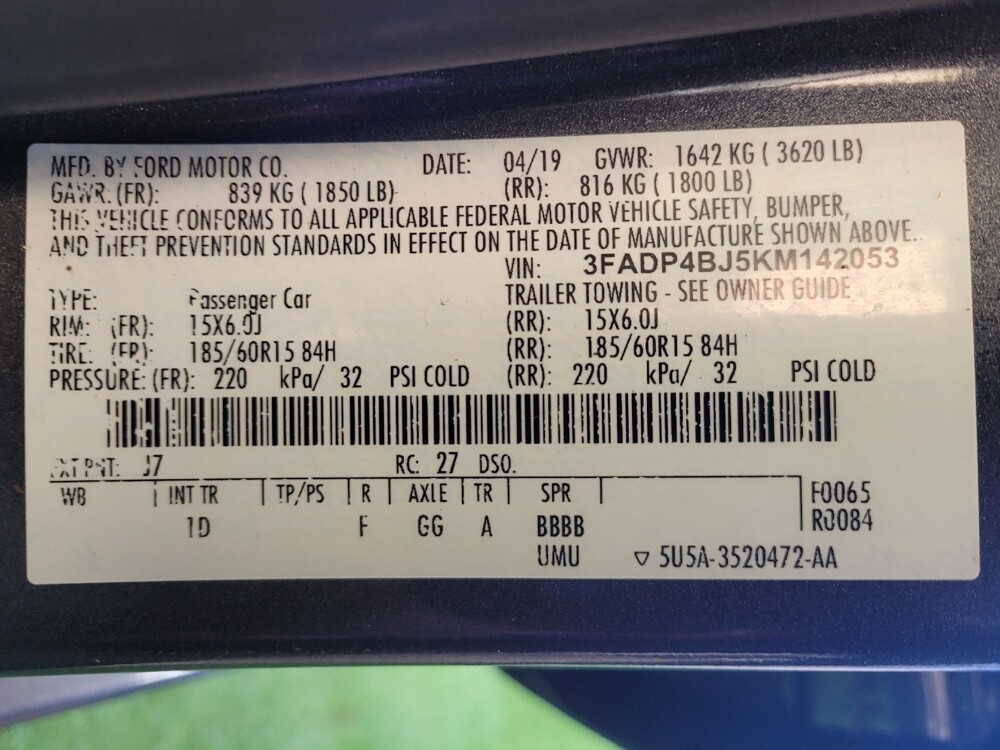 MFD. BY FORD MOTOR CO. DATE: 04/19 GVWR: 1642 KG ( 3620 LB)
GAWR: (FR): 839 KG ( 1850 LB) (RR): 816 KG ( 1800 LB)
THIS VEHICLE CONFORMS TO ALL APPLICABLE FEDERAL MOTOR VEHICLE SAFETY, BUMPER,
AND THEFT PREVENTION STANDARDS IN EFFECT ON THE DATE OF MANUFACTURE SHOWN ABOVE.
VIN: 3FADP4BJ5KM142053
TYPE: Passenger Car TRAILER TOWING - SEE OWNER GUIDE
RIM: (FR): 15X6.0J (RR): 15X6.0J
TIRE: (FR): 185/60R15 84H (RR): 185/60R15 84H
PRESSURE: (FR): 220 kPa/ 32 PSI COLD (RR): 220 kPa/ 32 PSI COLD
EXT PNT: J7 RC: 27 DSO:
WB INT TR TP/PS R AXLE TR SPR F0065
1D F GG A BBBB R0084
UMU ▽ 5U5A-3520472-AA